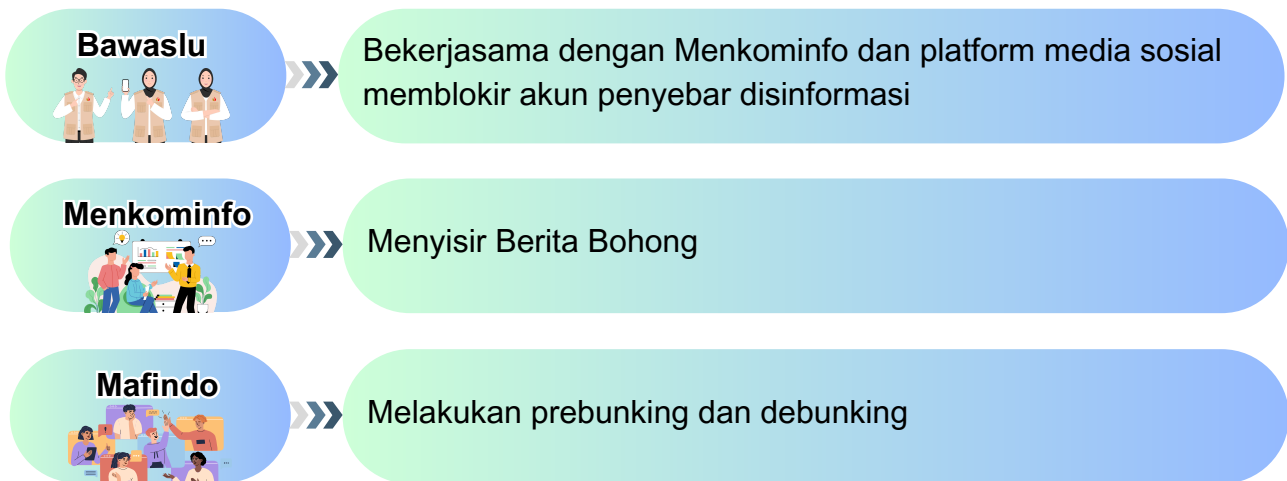 Bawaslu
Bekerjasama dengan Menkominfo dan platform media sosial
memblokir akun penyebar disinformasi
Menkominfo
Menyisir Berita Bohong
Mafindo
Melakukan prebunking dan debunking